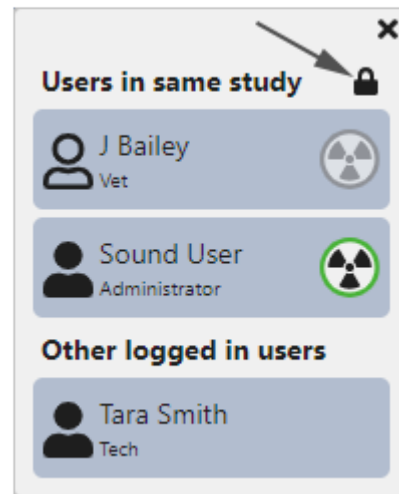 Users in same study
J Bailey
Vet
Sound User
Administrator
Other logged in users
Tara Smith
Tech